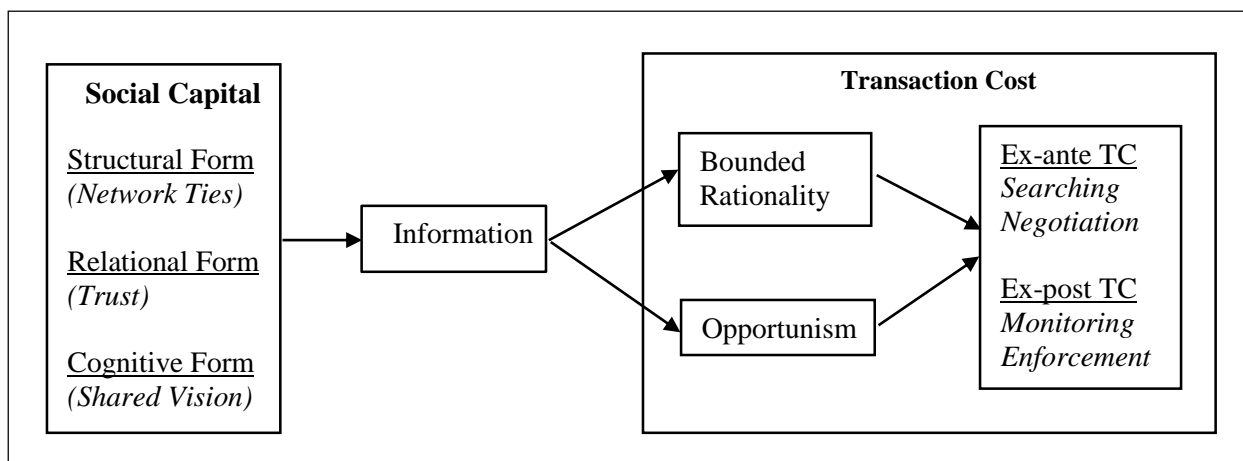 Social Capital
Structural Form
(Network Ties)
Relational Form
(Trust)
Cognitive Form
(Shared Vision)
Information
Transaction Cost
Bounded
Rationality
Opportunism
Ex-ante TC
Searching
Negotiation
Ex-post TC
Monitoring
Enforcement